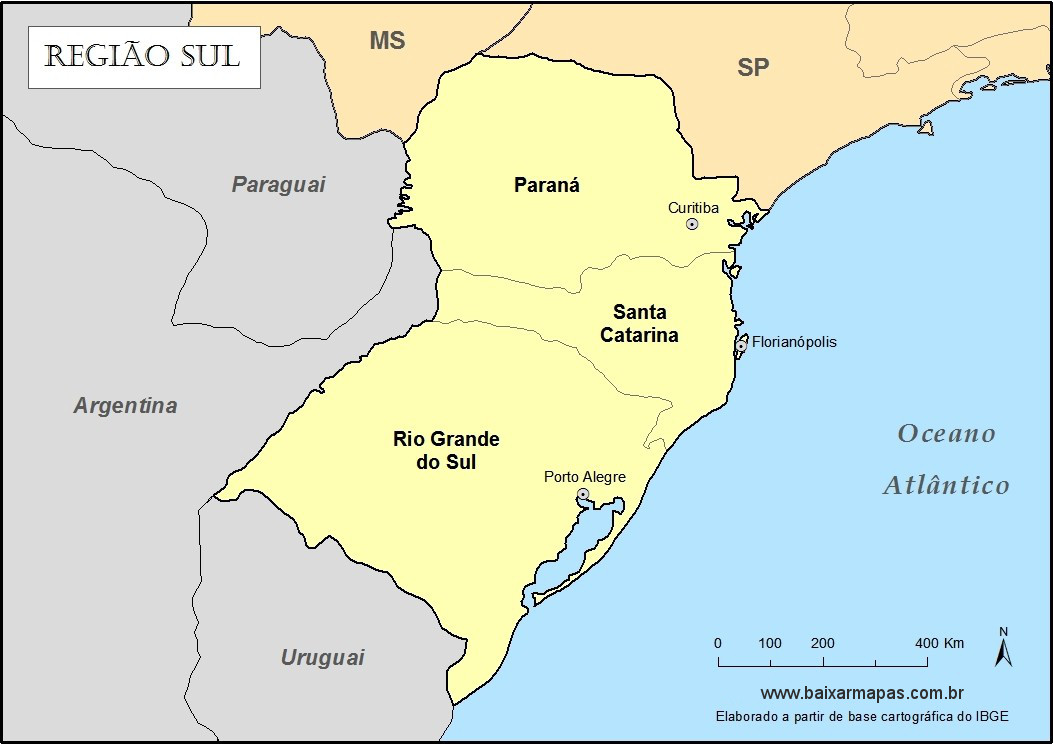 REGIÃO SUL
MS
SP
Paraguai
Paraná
Curitiba
Santa
Catarina
Florianópolis
Argentina
Rio Grande
do Sul
Oceano
Atlântico
Porto Alegre
Uruguai
0 100 200 400 Km
N
www.baixarmapas.com.br
Elaborado a partir de base cartográfica do IBGE